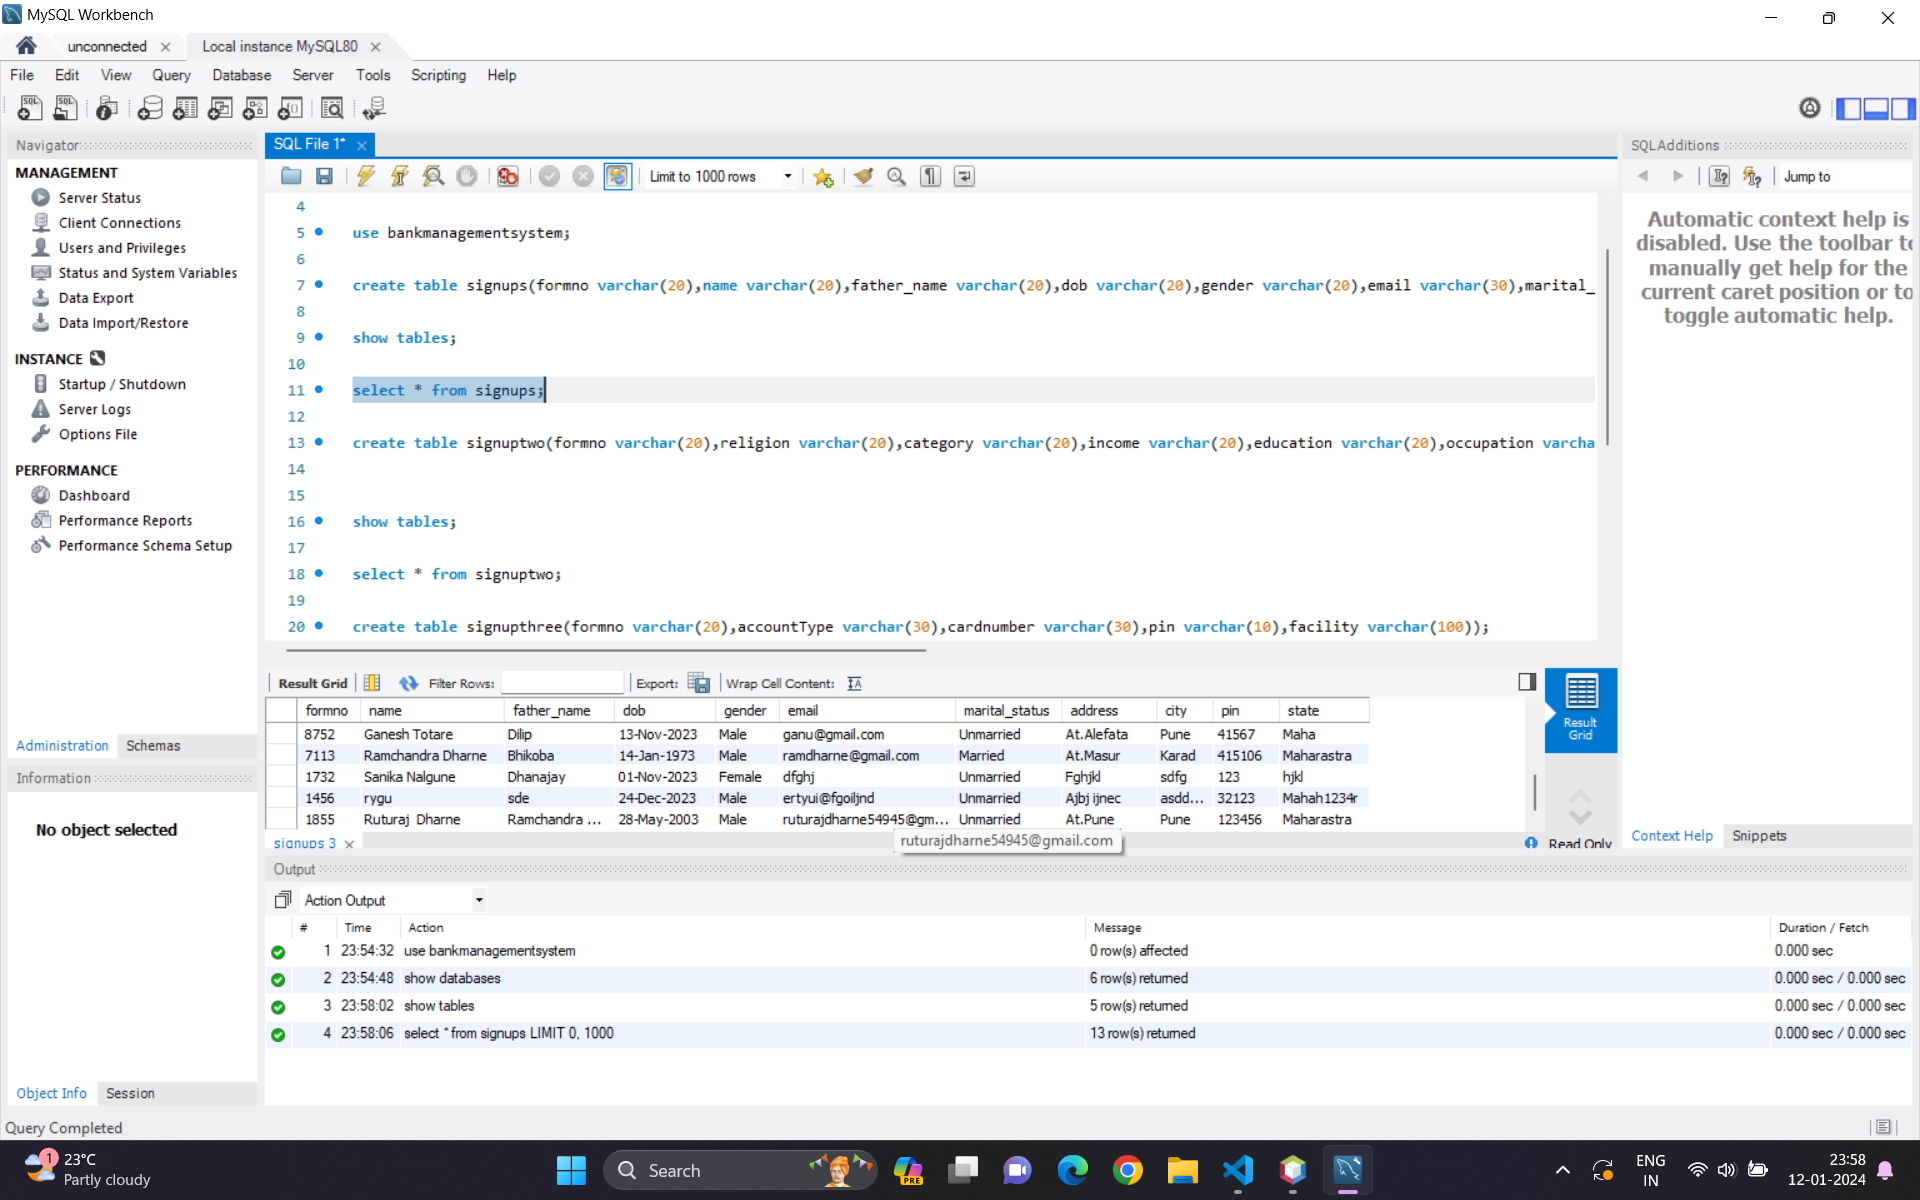 MySQL Workbench
unconnected
Local instance MySQL80
File Edit View Query Database Server Tools Scripting Help
Navigator
MANAGEMENT
Server Status
Client Connections
Users and Privileges
Status and System Variables
Data Export
Data Import/Restore
INSTANCE
Startup / Shutdown
Server Logs
Options File
PERFORMANCE
Dashboard
Performance Reports
Performance Schema Setup
Administration Schemas
Information
No object selected
Object Info Session
SQL File 1*
Limit to 1000 rows
4
5 use bankmanagementsystem;
6
7 create table signups(formno varchar(20),name varchar(20),father_name varchar(20),dob varchar(20),gender varchar(20),email varchar(30),marital_
8
9 show tables;
10
11 select * from signups;
12
13 create table signuptwo(formno varchar(20),religion varchar(20),category varchar(20),income varchar(20),education varchar(20),occupation varcha
14
15
16 show tables;
17
18 select * from signuptwo;
19
20 create table signupthree(formno varchar(20),accountType varchar(30),cardnumber varchar(30),pin varchar(10),facility varchar(100));
Result Grid Filter Rows: Export: Wrap Cell Content:
formno name father_name dob gender email marital_status address city pin state
8752 Ganesh Totare Dilip 13-Nov-2023 Male ganu@gmail.com Unmarried At.Alefata Pune 41567 Maha
7113 Ramchandra Dharne Bhikoba 14-Jan-1973 Male ramdharne@gmail.com Married At.Masur Karad 415106 Maharastra
1732 Sanika Nalgune Dhanajay 01-Nov-2023 Female dfghj Unmarried Fghjkl sdfg 123 hjkl
1456 rygu sde 24-Dec-2023 Male ertyui@fgoiljnd Unmarried Ajbj ijnec asdd... 32123 Mahah1234r
1855 Ruturaj Dharne Ramchandra ... 28-May-2003 Male ruturajdharne54945@gm... Unmarried At.Pune Pune 123456 Maharastra
ruturajdharne54945@gmail.com
signups 3
Result Grid
Read Only
SQLAdditions
Jump to
Automatic context help is
disabled. Use the toolbar to
manually get help for the
current caret position or to
toggle automatic help.
Context Help Snippets
Output
Action Output
# Time Action Message Duration / Fetch
1 23:54:32 use bankmanagementsystem 0 row(s) affected 0.000 sec
2 23:54:48 show databases 6 row(s) returned 0.000 sec / 0.000 sec
3 23:58:02 show tables 5 row(s) returned 0.000 sec / 0.000 sec
4 23:58:06 select * from signups LIMIT 0, 1000 13 row(s) returned 0.000 sec / 0.000 sec
Query Completed
1
23°C
Partly cloudy
Search
PRE
ENG
IN
23:58
12-01-2024